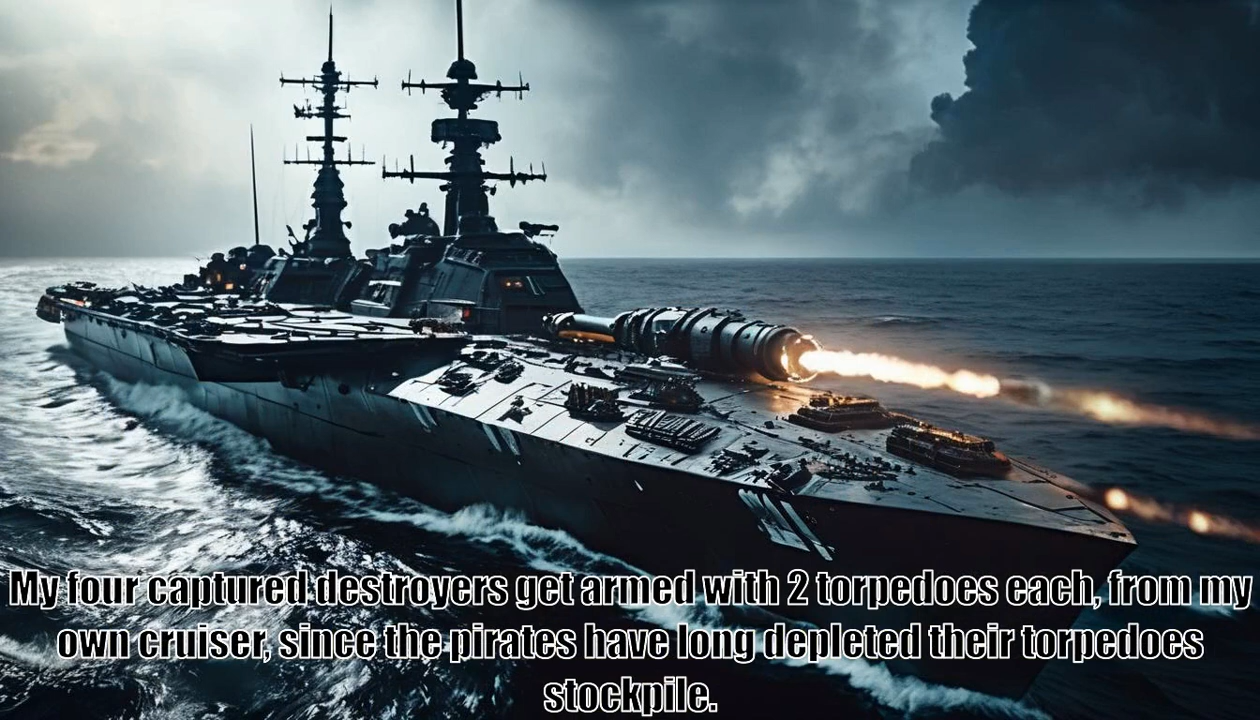 My four captured destroyers get armed with 2 torpedoes each, from my
own cruiser, since the pirates have long depleted their torpedoes
stockpile.